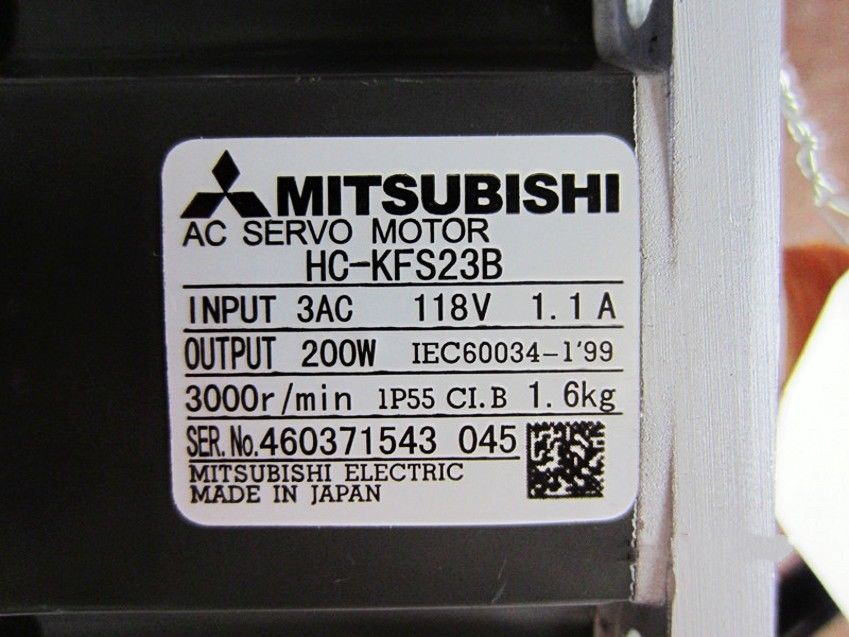 MITSUBISHI
AC SERVO MOTOR
HC-KFS23B
INPUT 3AC 118V 1.1A
OUTPUT 200W IEC60034-1'99
3000r/min IP55 CI.B 1.6kg
SER.No.460371543 045
MITSUBISHI ELECTRIC
MADE IN JAPAN